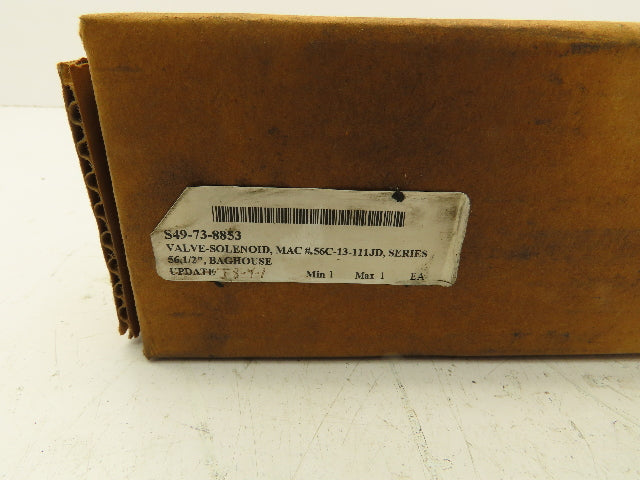 S49-73-8853
VALVE-SOLENOID, MAC #.56C-13-111JD, SERIES
56,1/2", BAGHOUSE
Min 1 Max 1 EA